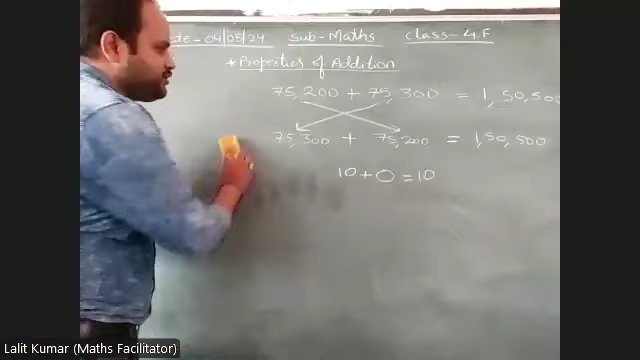 ate - 04/05/24 Sub-Maths Class-4.F
* Properties of Addition
75,200 + 75,300 = 1,50,500
75,300 + 75,200 = 1,50,500
10 + 0 = 10
Lalit Kumar (Maths Facilitator)